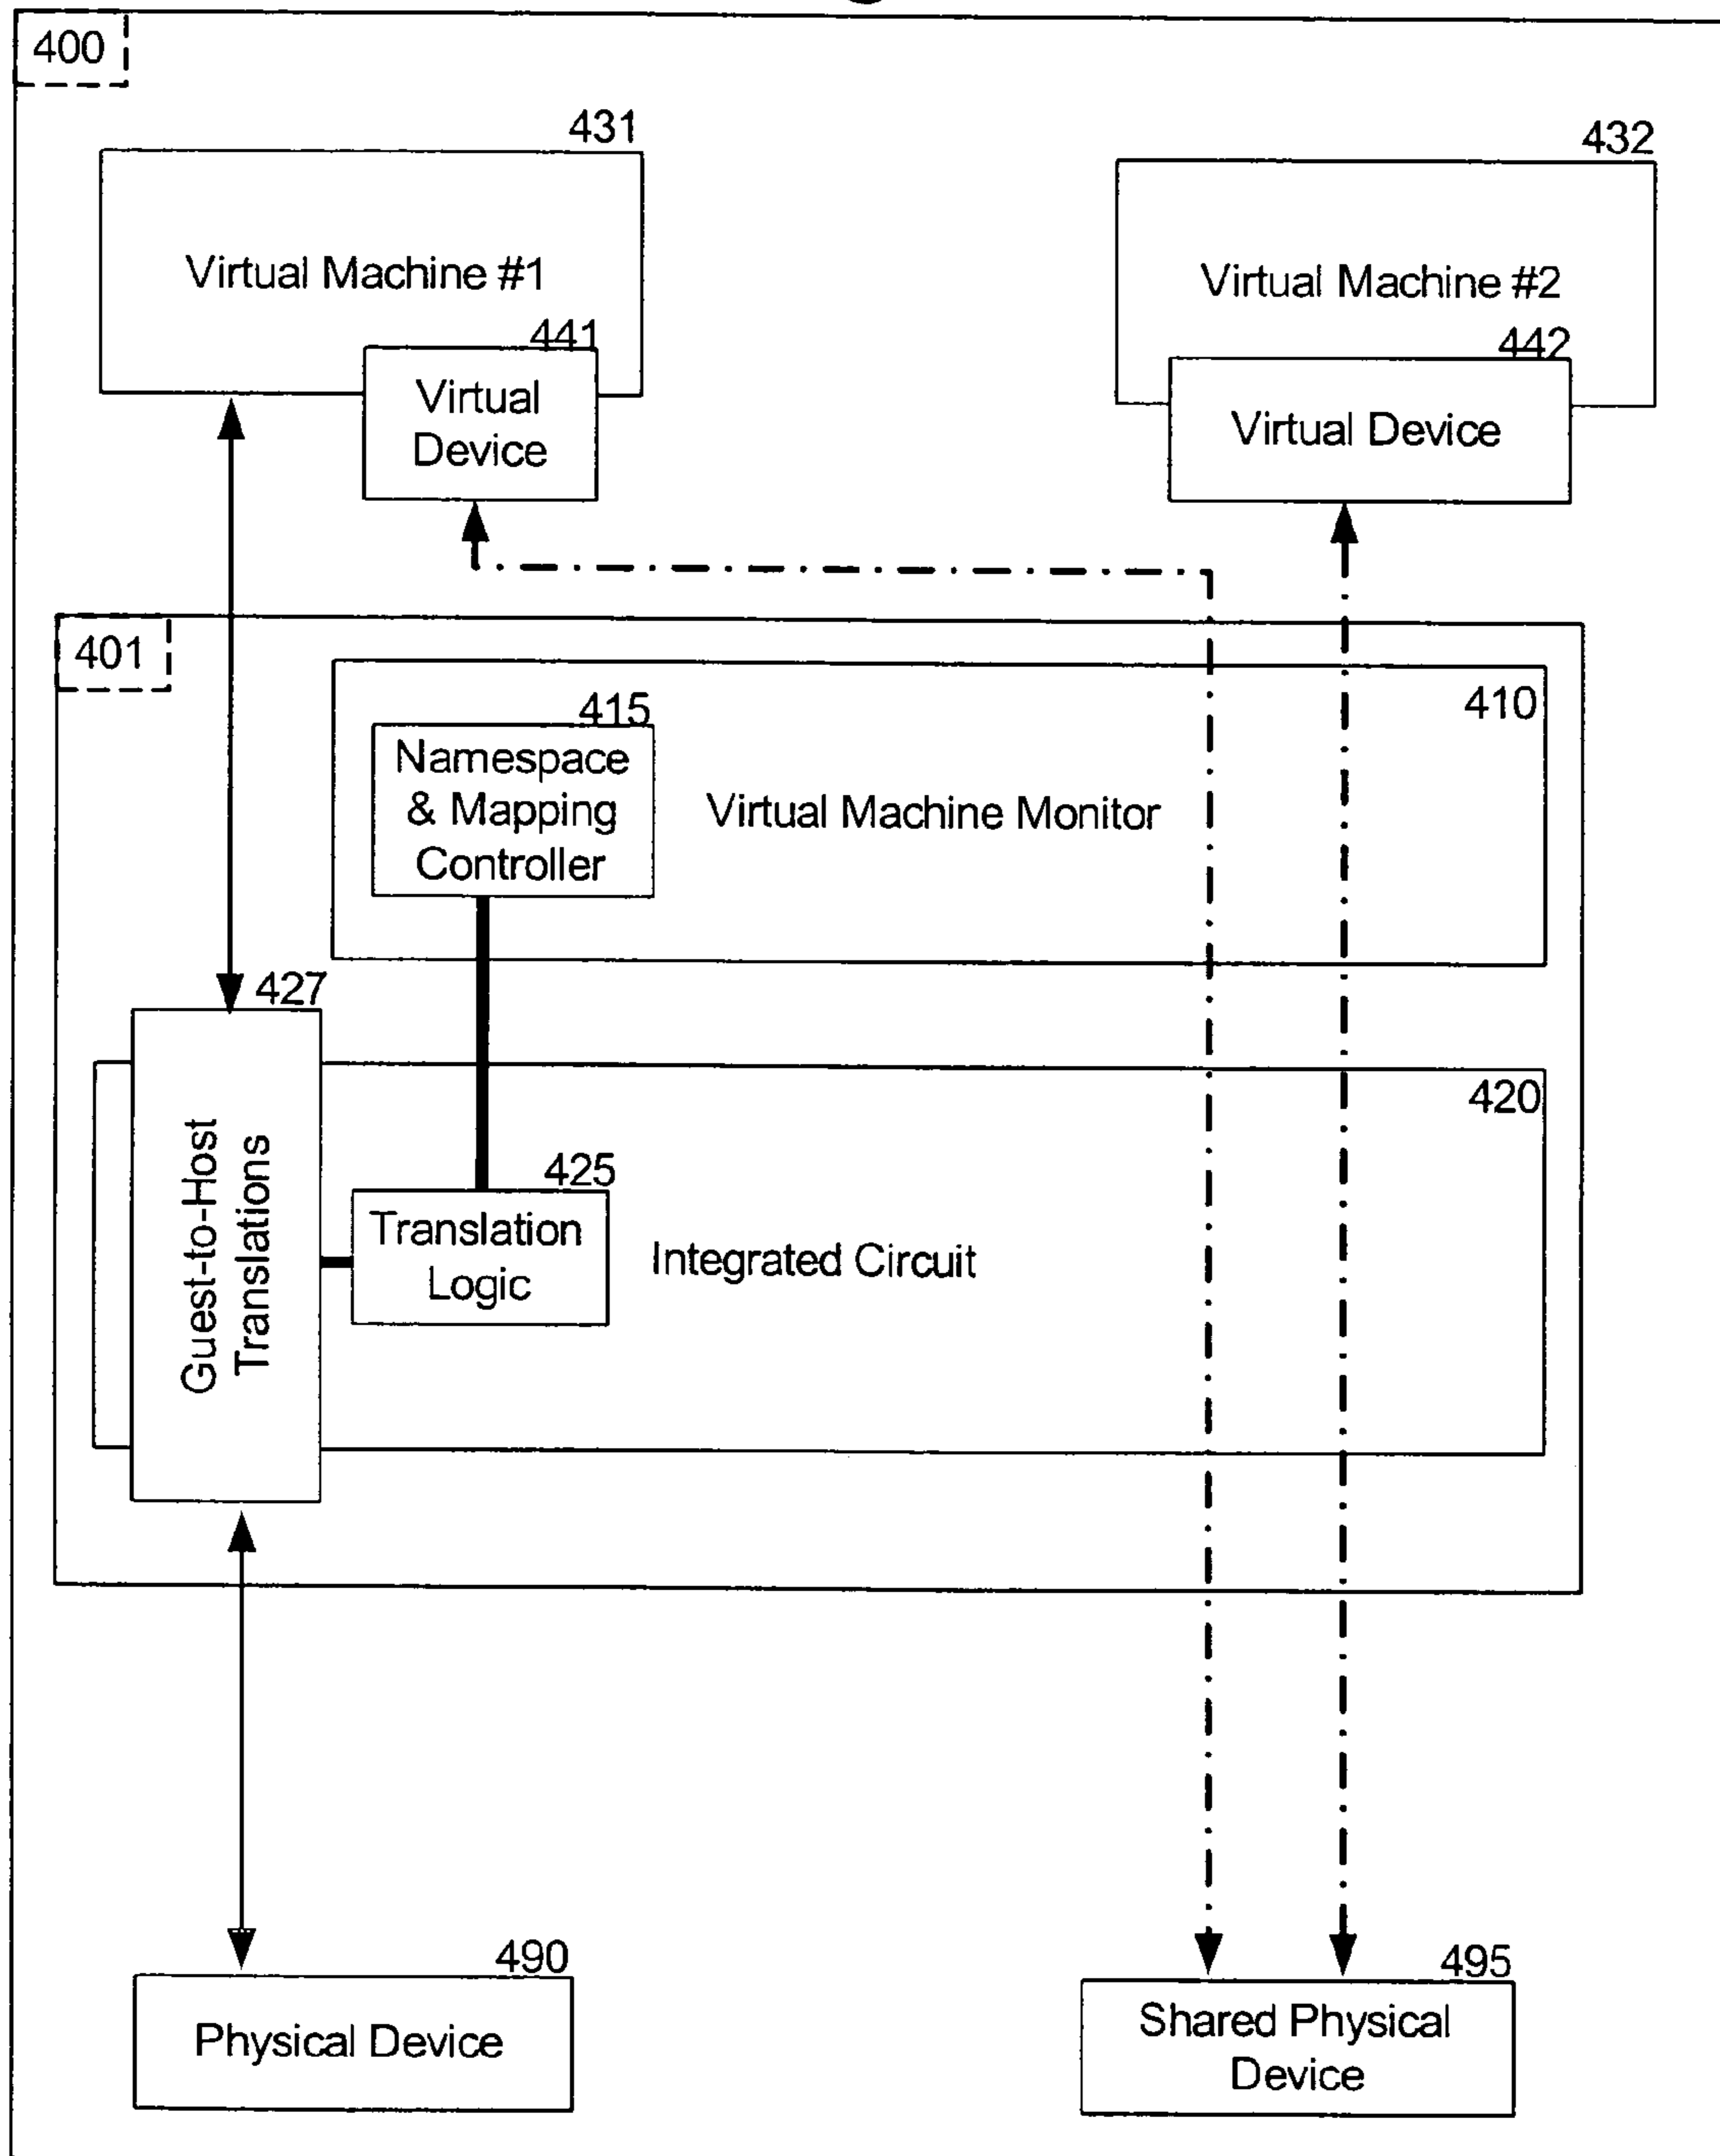 400
431
432
Virtual Machine #1
Virtual Machine #2
441
442
Virtual
Device
Virtual Device
401
410
415
Namespace
& Mapping
Controller
Virtual Machine Monitor
427
420
Guest-to-Host
Translations
425
Translation
Logic
Integrated Circuit
490
495
Physical Device
Shared Physical
Device